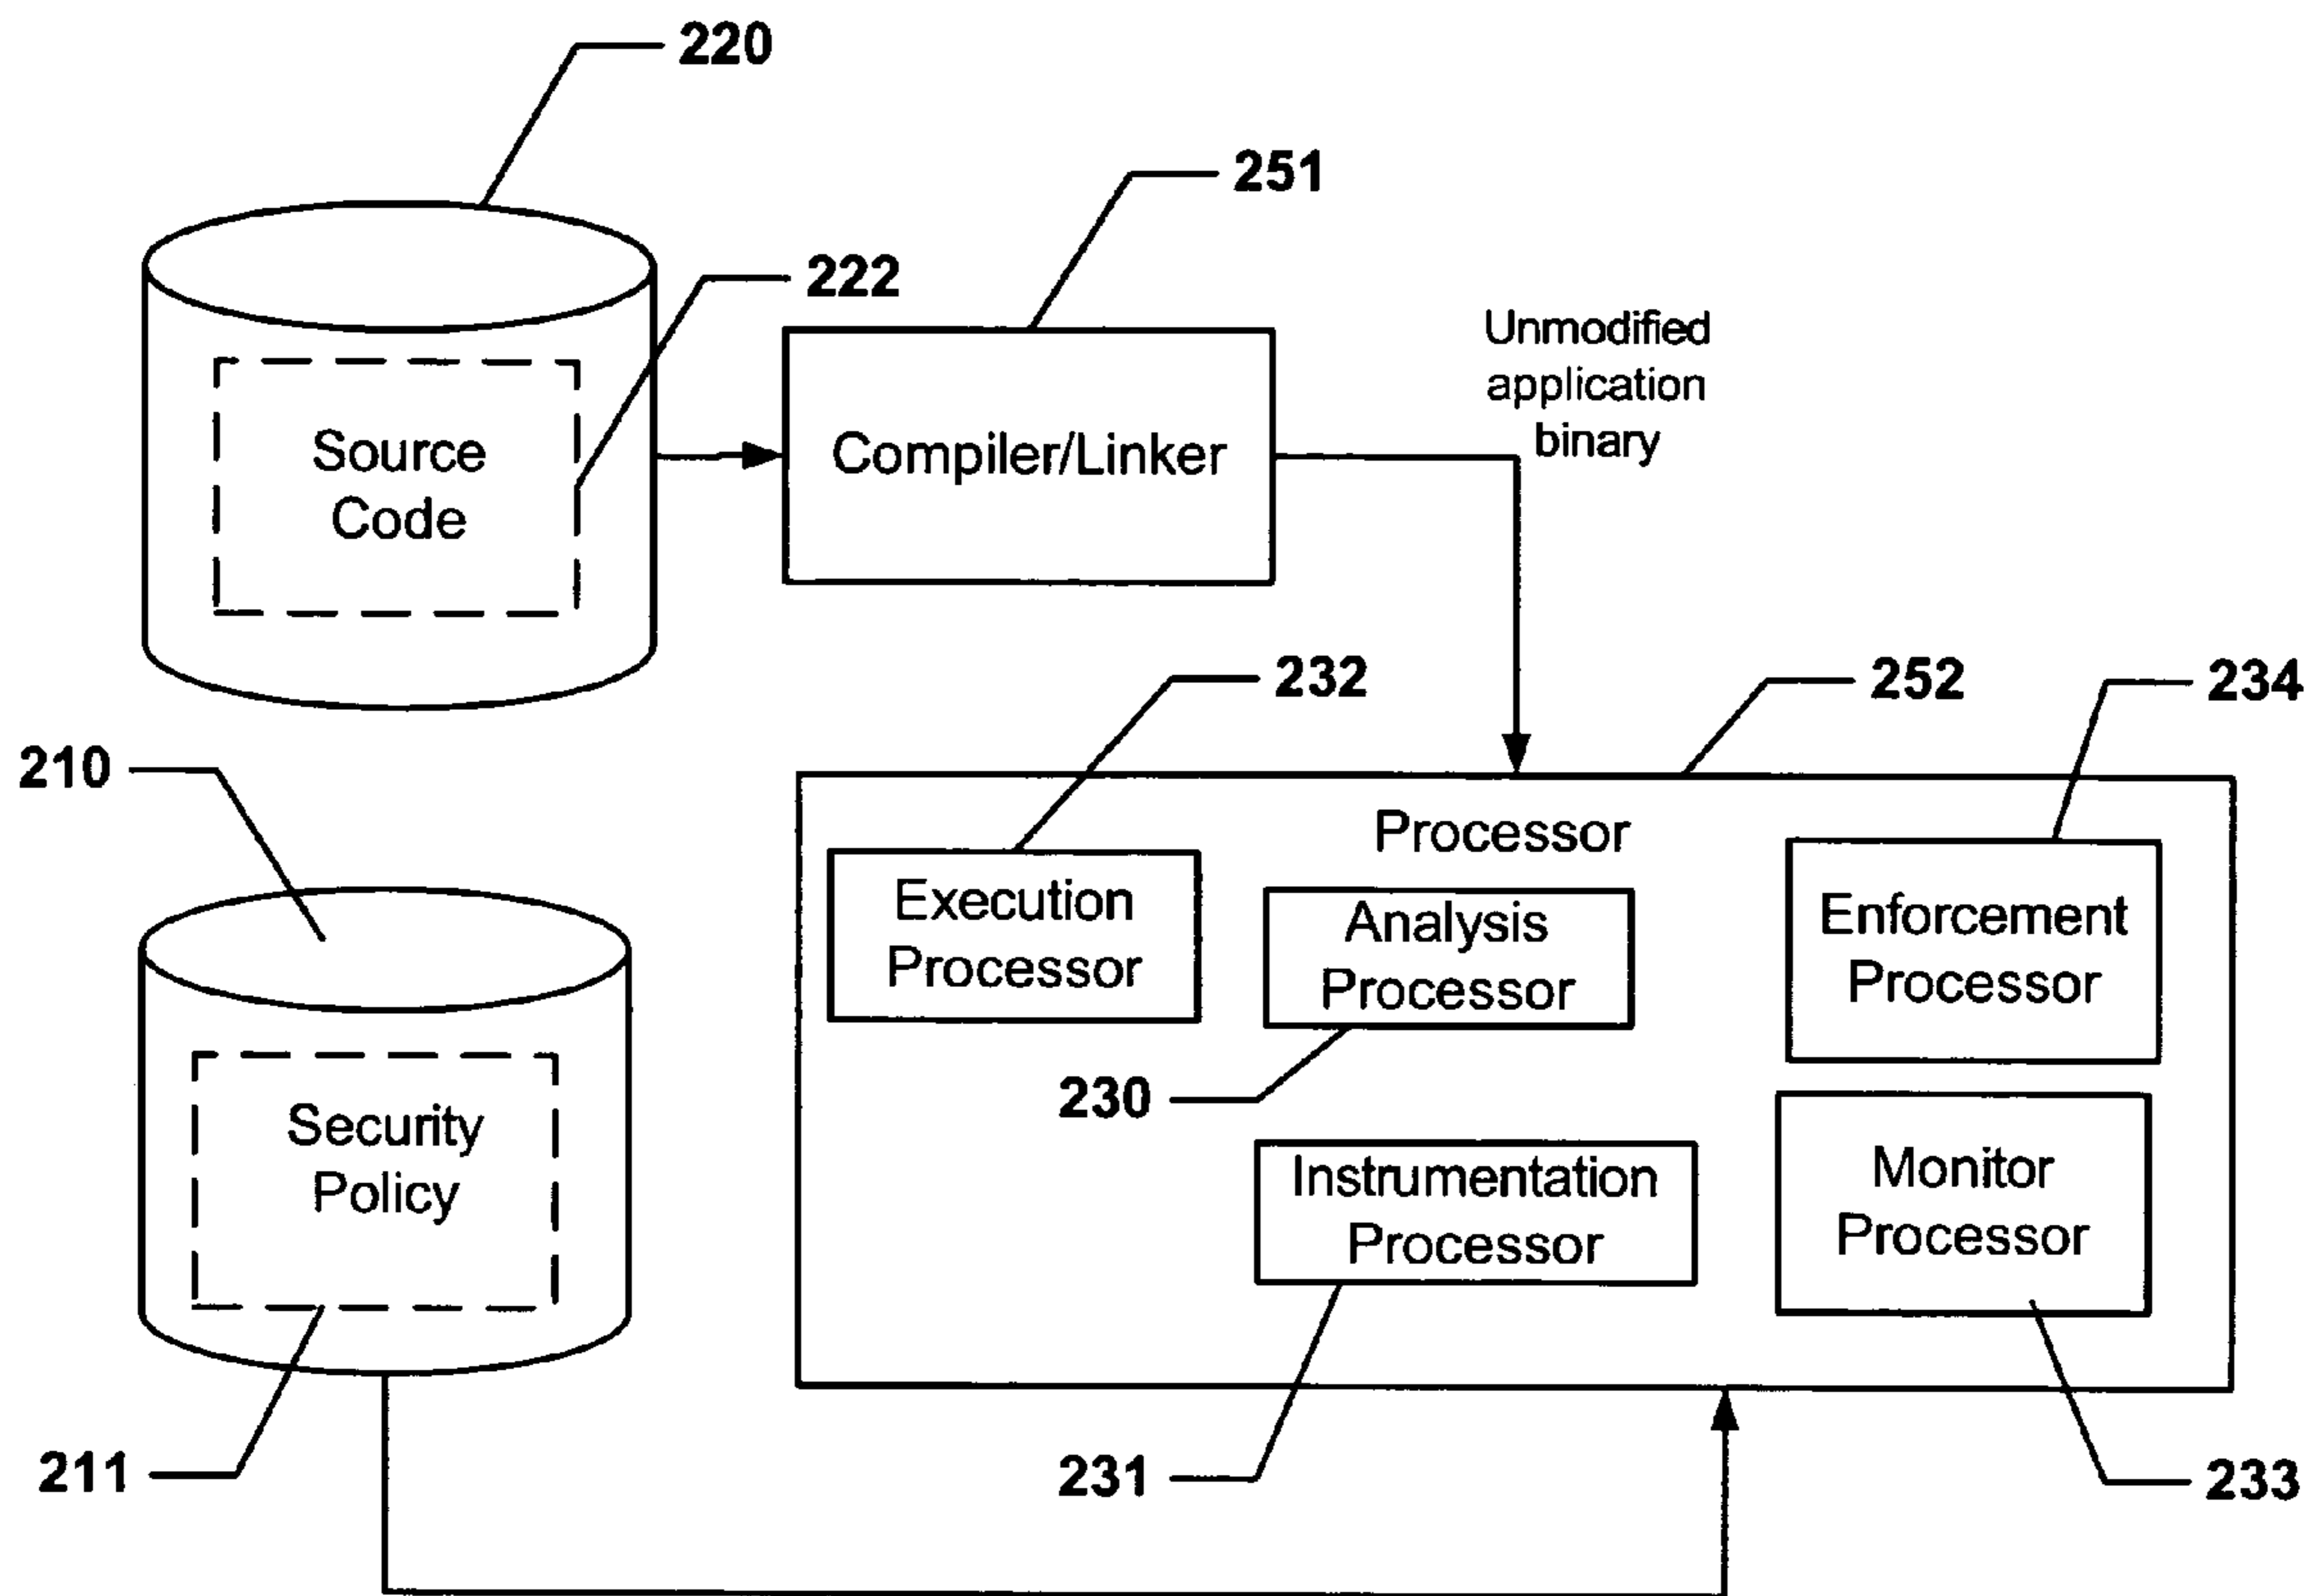 220
251
222
Unmodified
application
binary
Source
Code
Compiler/Linker
232
252
234
210
Processor
Execution
Processor
Analysis
Processor
Enforcement
Processor
230
Security
Policy
Instrumentation
Processor
Monitor
Processor
211
231
233